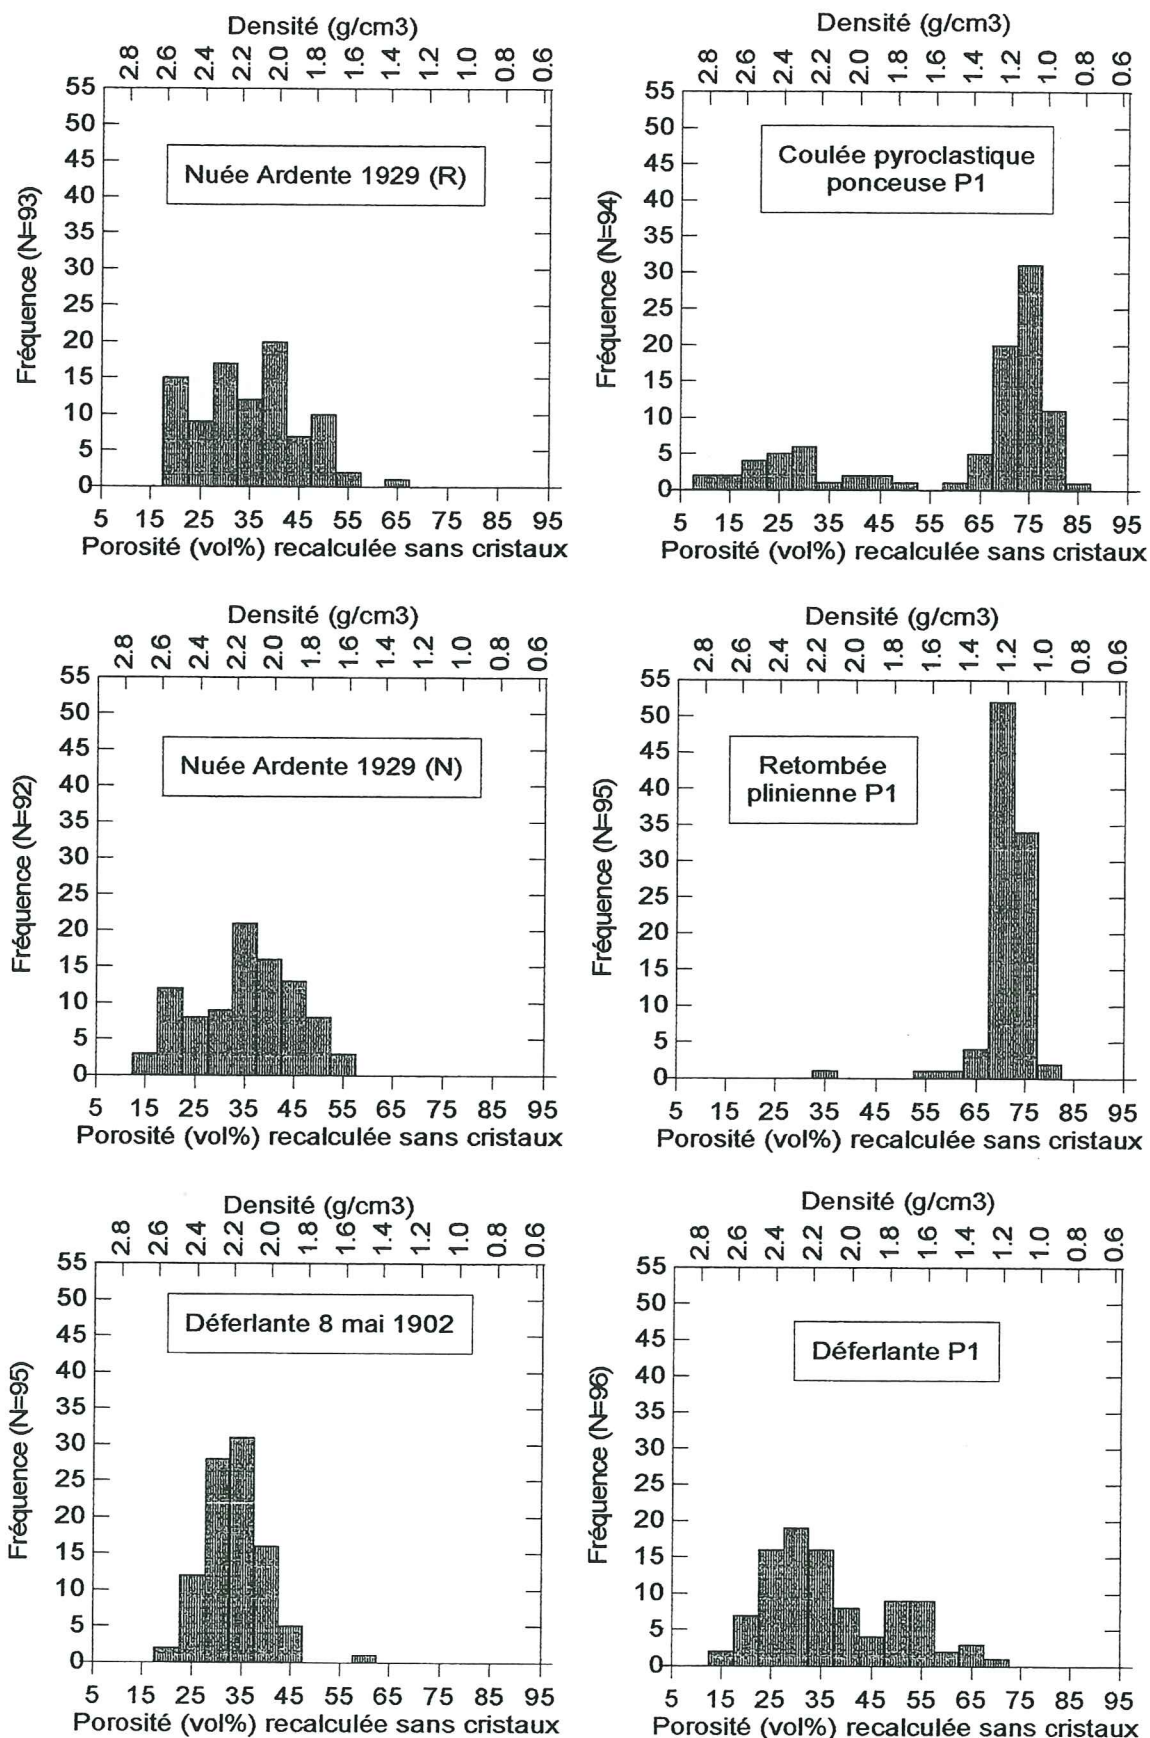 Densité (g/cm3)
2.8 2.6 2.4 2.2 2.0 1.8 1.6 1.4 1.2 1.0 0.8 0.6
55
50
45
40
35
30
25
20
15
10
5
0
Fréquence (N=93)
Nuée Ardente 1929 (R)
5 15 25 35 45 55 65 75 85 95
Porosité (vol%) recalculée sans cristaux
Densité (g/cm3)
2.8 2.6 2.4 2.2 2.0 1.8 1.6 1.4 1.2 1.0 0.8 0.6
55
50
45
40
35
30
25
20
15
10
5
0
Fréquence (N=94)
Coulée pyroclastique
ponceuse P1
5 15 25 35 45 55 65 75 85 95
Porosité (vol%) recalculée sans cristaux
Densité (g/cm3)
2.8 2.6 2.4 2.2 2.0 1.8 1.6 1.4 1.2 1.0 0.8 0.6
55
50
45
40
35
30
25
20
15
10
5
0
Fréquence (N=92)
Nuée Ardente 1929 (N)
5 15 25 35 45 55 65 75 85 95
Porosité (vol%) recalculée sans cristaux
Densité (g/cm3)
2.8 2.6 2.4 2.2 2.0 1.8 1.6 1.4 1.2 1.0 0.8 0.6
55
50
45
40
35
30
25
20
15
10
5
0
Fréquence (N=95)
Retombée
plinienne P1
5 15 25 35 45 55 65 75 85 95
Porosité (vol%) recalculée sans cristaux
Densité (g/cm3)
2.8 2.6 2.4 2.2 2.0 1.8 1.6 1.4 1.2 1.0 0.8 0.6
55
50
45
40
35
30
25
20
15
10
5
0
Fréquence (N=95)
Déferlante 8 mai 1902
5 15 25 35 45 55 65 75 85 95
Porosité (vol%) recalculée sans cristaux
Densité (g/cm3)
2.8 2.6 2.4 2.2 2.0 1.8 1.6 1.4 1.2 1.0 0.8 0.6
55
50
45
40
35
30
25
20
15
10
5
0
Fréquence (N=96)
Déferlante P1
5 15 25 35 45 55 65 75 85 95
Porosité (vol%) recalculée sans cristaux